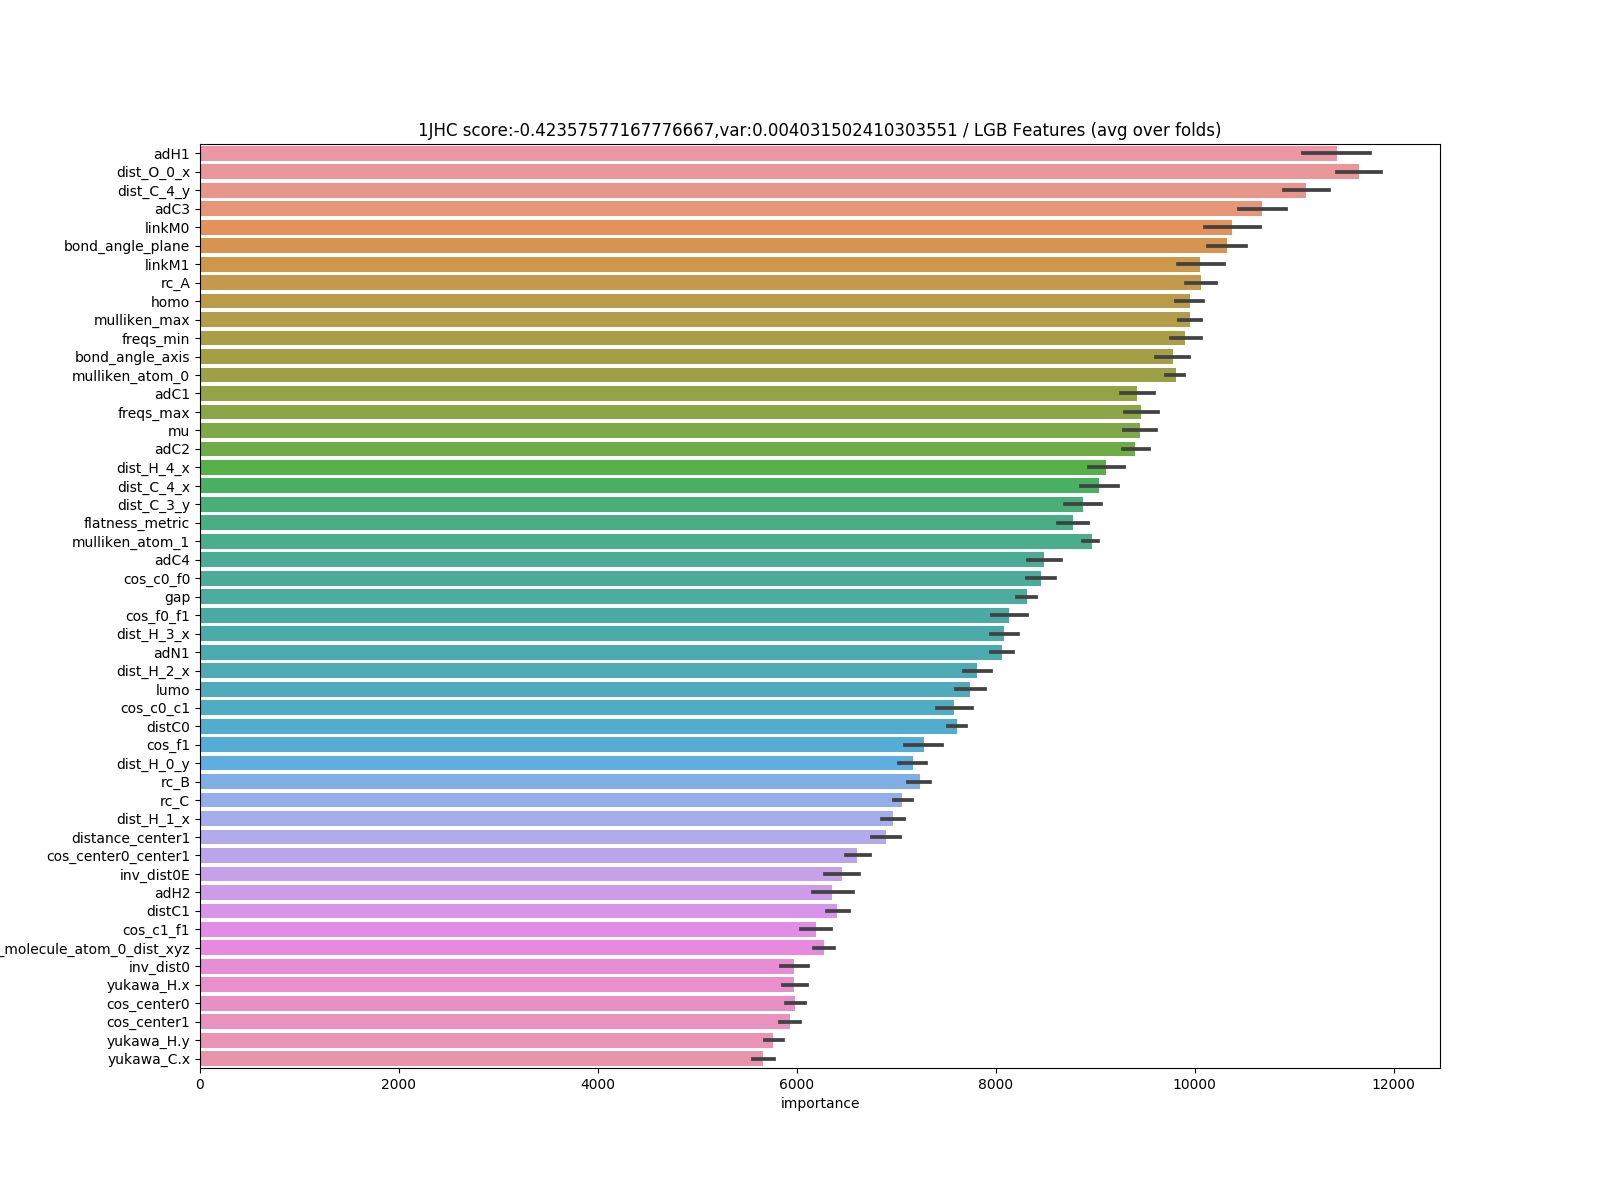 1JHC score:-0.42357577167776667,var:0.004031502410303551 / LGB Features (avg over folds)
adH1
dist_O_0_x
dist_C_4_y
adC3
linkM0
bond_angle_plane
linkM1
rc_A
homo
mulliken_max
freqs_min
bond_angle_axis
mulliken_atom_0
adC1
freqs_max
mu
adC2
dist_H_4_x
dist_C_4_x
dist_C_3_y
flatness_metric
mulliken_atom_1
adC4
cos_c0_f0
gap
cos_f0_f1
dist_H_3_x
adN1
dist_H_2_x
lumo
cos_c0_c1
distC0
cos_f1
dist_H_0_y
rc_B
rc_C
dist_H_1_x
distance_center1
cos_center0_center1
inv_dist0E
adH2
distC1
cos_c1_f1
_molecule_atom_0_dist_xyz
inv_dist0
yukawa_H.x
cos_center0
cos_center1
yukawa_H.y
yukawa_C.x
0 2000 4000 6000 8000 10000 12000
importance